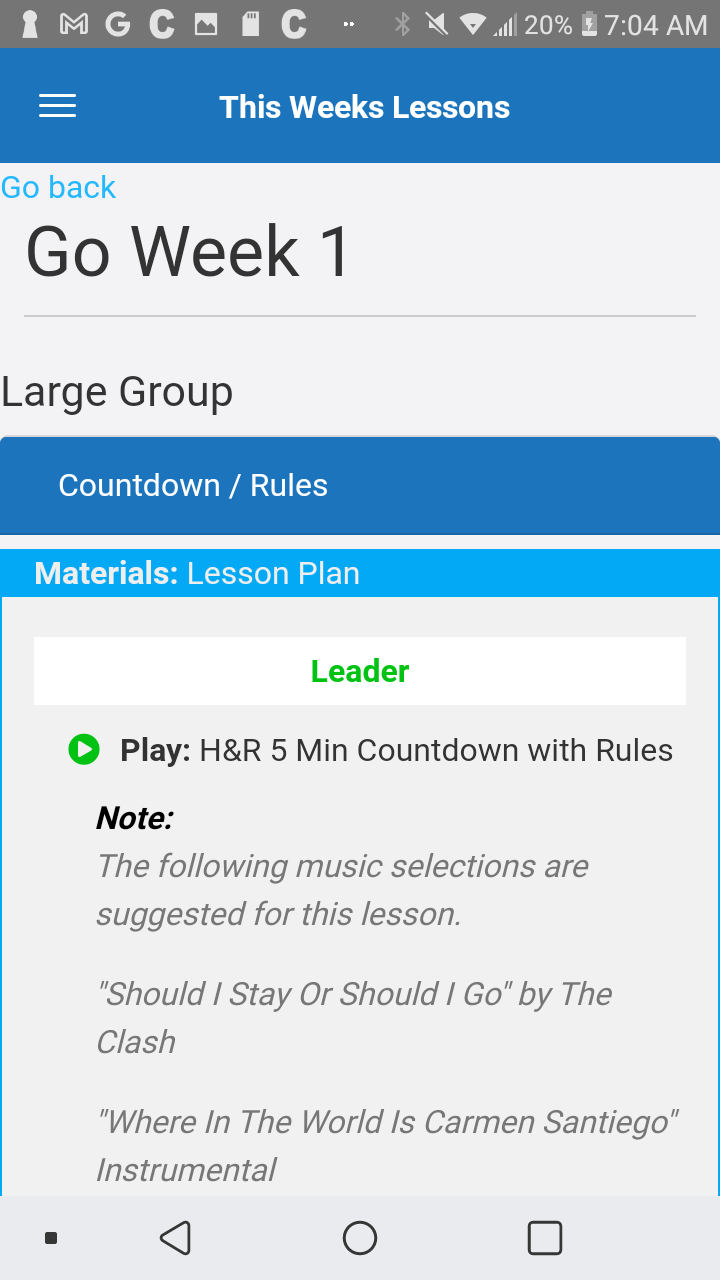 20% 7:04 AM
This Weeks Lessons
Go back
Go Week 1
Large Group
Countdown / Rules
Materials: Lesson Plan
Leader
Play: H&R 5 Min Countdown with Rules
Note:
The following music selections are
suggested for this lesson.
"Should I Stay Or Should I Go" by The
Clash
"Where In The World Is Carmen Santiego"
Instrumental